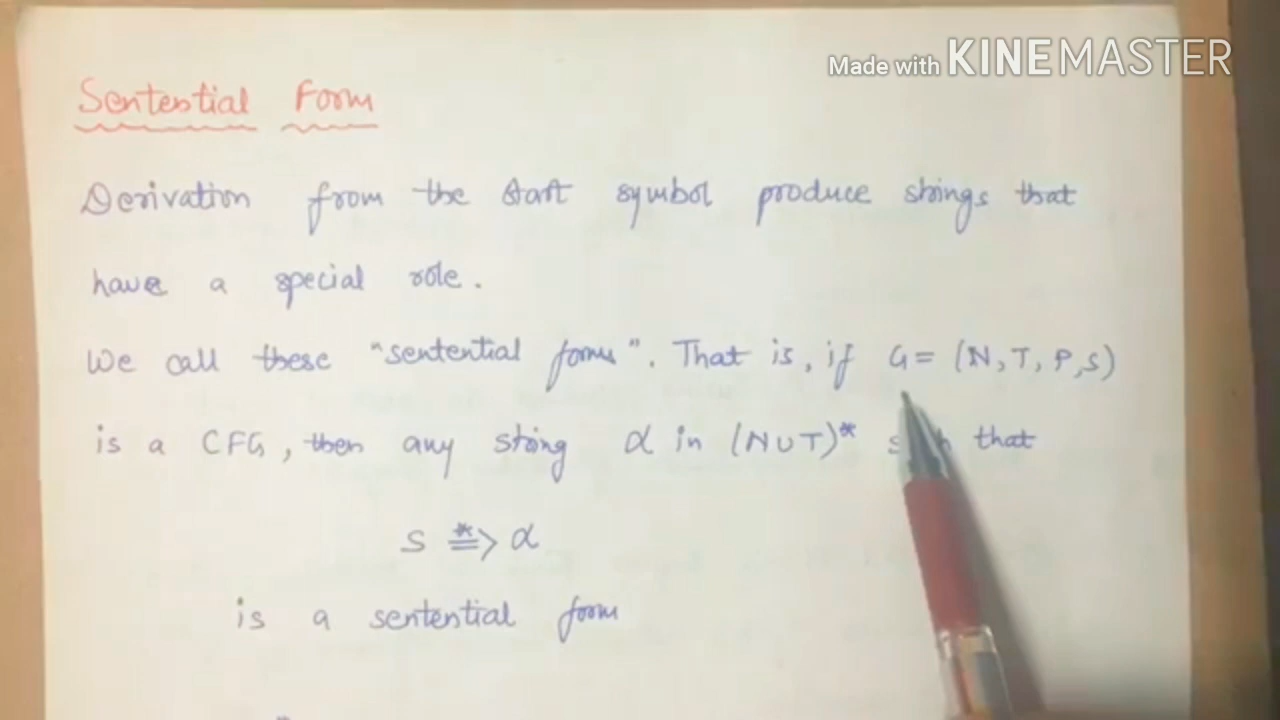 Made with KINEMASTER
Sentential Form
Derivation from the start symbol produce strings that
have a special role.
We call these "sentential forms". That is, if G = (N, T, P, S)
is a CFG, then any string α in (N∪T)* such that
S *=> α
is a sentential form